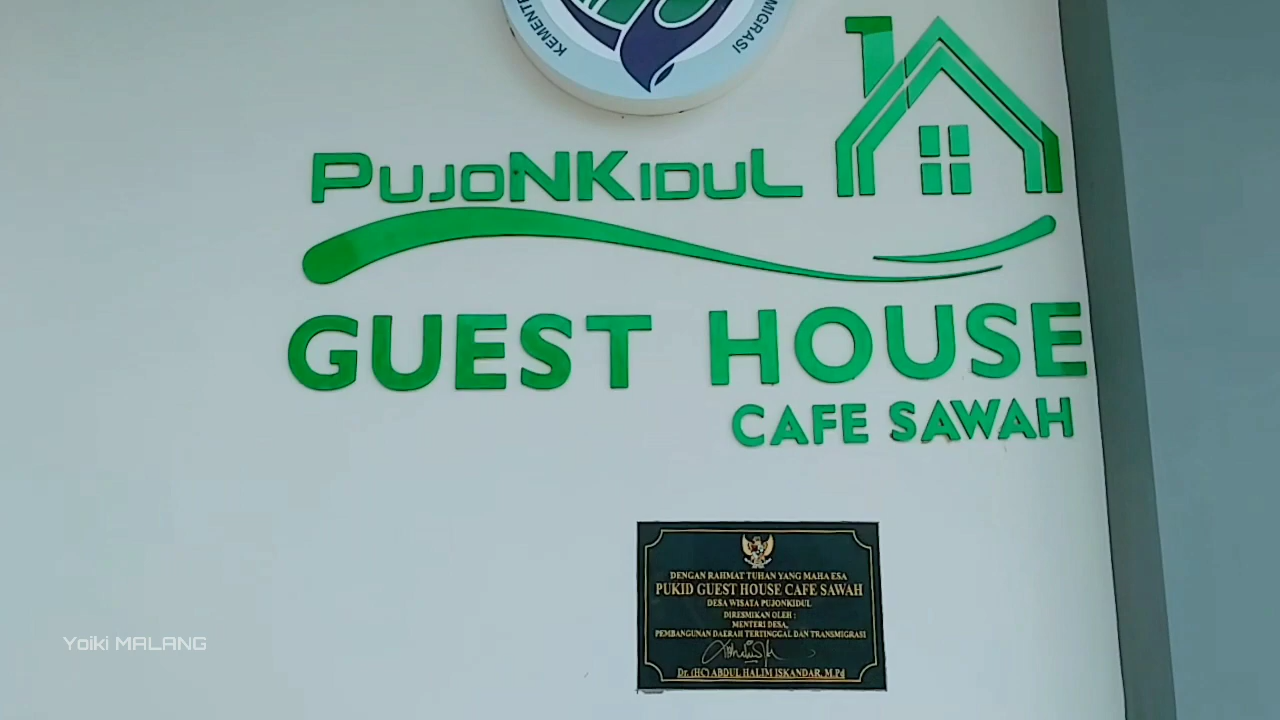 MIGRASI
PUJONKIDUL
GUEST HOUSE
CAFE SAWAH
DENGAN RAHMAT TUHAN YANG MAHA ESA
PUKID GUEST HOUSE CAFE SAWAH
DESA WISATA PUJONKIDUL
DIRESMIKAN OLEH :
MENTERI DESA,
PEMBANGUNAN DAERAH TERTINGGAL DAN TRANSMIGRASI
Dr. (HC) ABDUL HALIM ISKANDAR, M.Pd
Yoiki MALANG